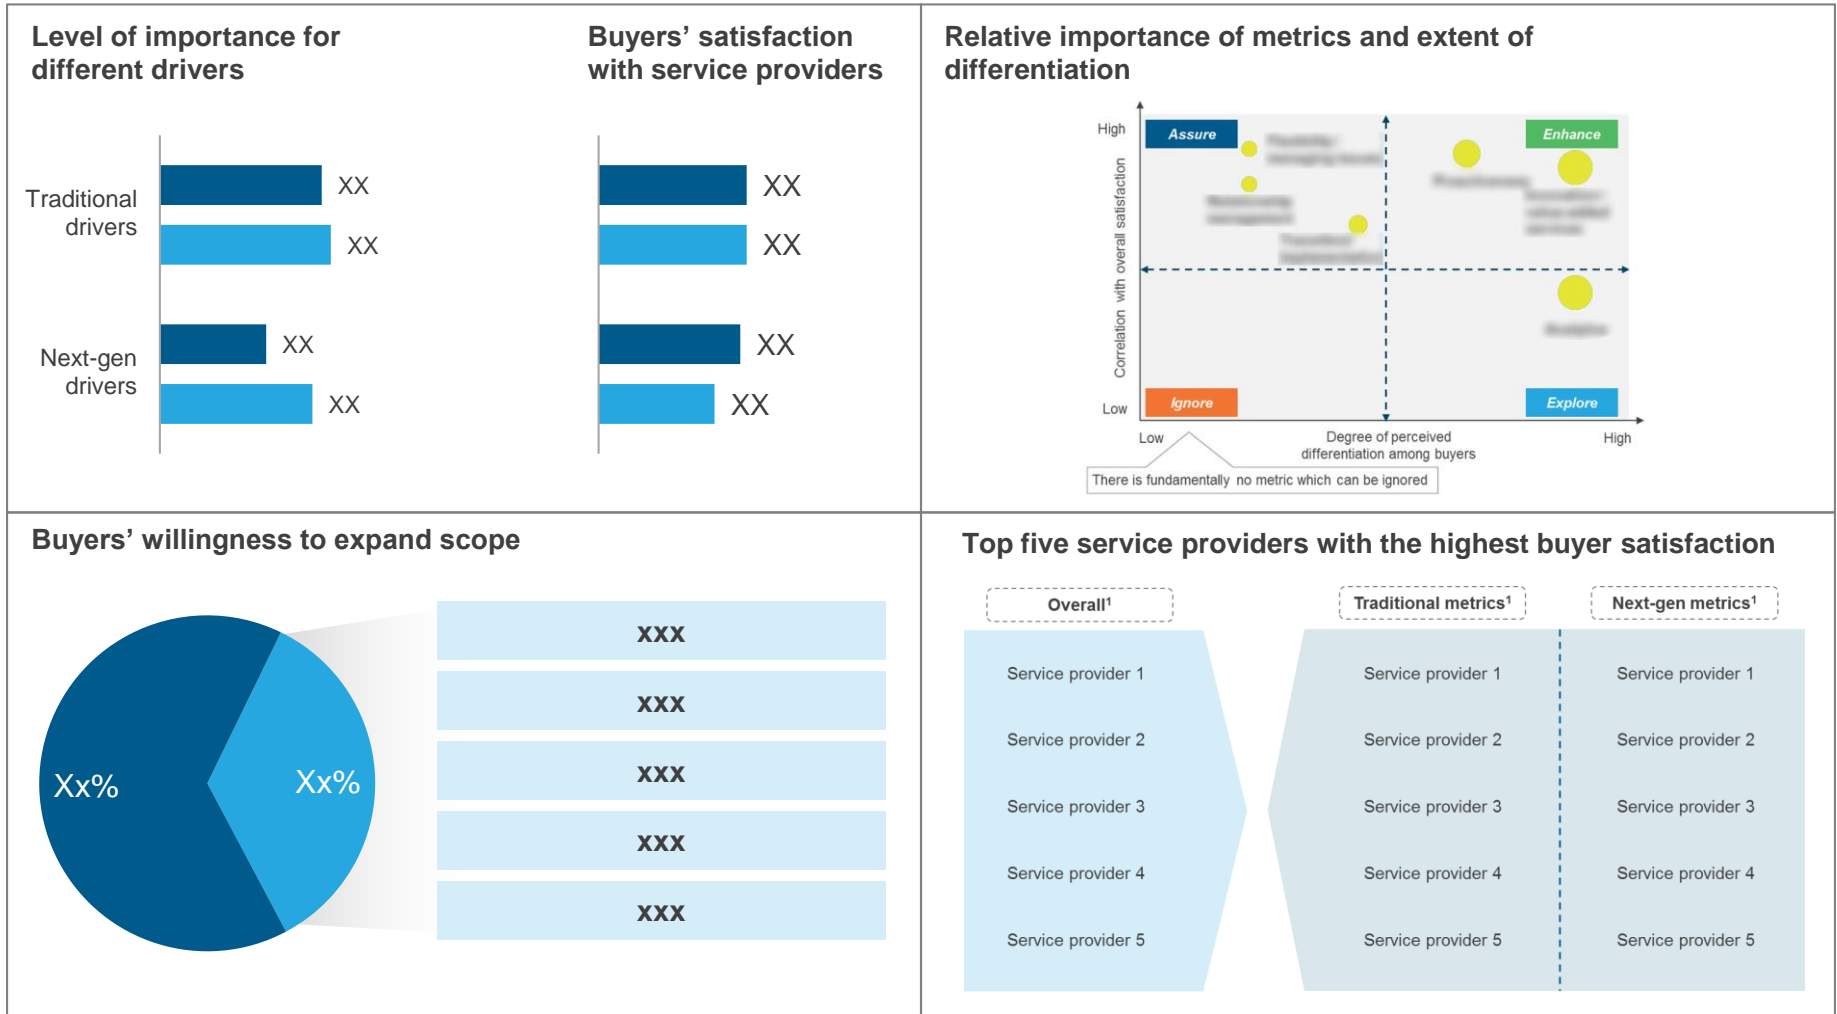 Level of importance for
different drivers
Buyers’ satisfaction
with service providers
Traditional
drivers
XX
XX
Next-gen
drivers
XX
XX
XX
XX
XX
XX
Relative importance of metrics and extent of
differentiation
High
Assure
Enhance
Correlation with overall satisfaction
Low
Ignore
Explore
Low
Degree of perceived
differentiation among buyers
High
There is fundamentally no metric which can be ignored
Buyers’ willingness to expand scope
Xx%
Xx%
xxx
xxx
xxx
xxx
xxx
Top five service providers with the highest buyer satisfaction
Overall¹
Traditional metrics¹
Next-gen metrics¹
Service provider 1
Service provider 1
Service provider 1
Service provider 2
Service provider 2
Service provider 2
Service provider 3
Service provider 3
Service provider 3
Service provider 4
Service provider 4
Service provider 4
Service provider 5
Service provider 5
Service provider 5